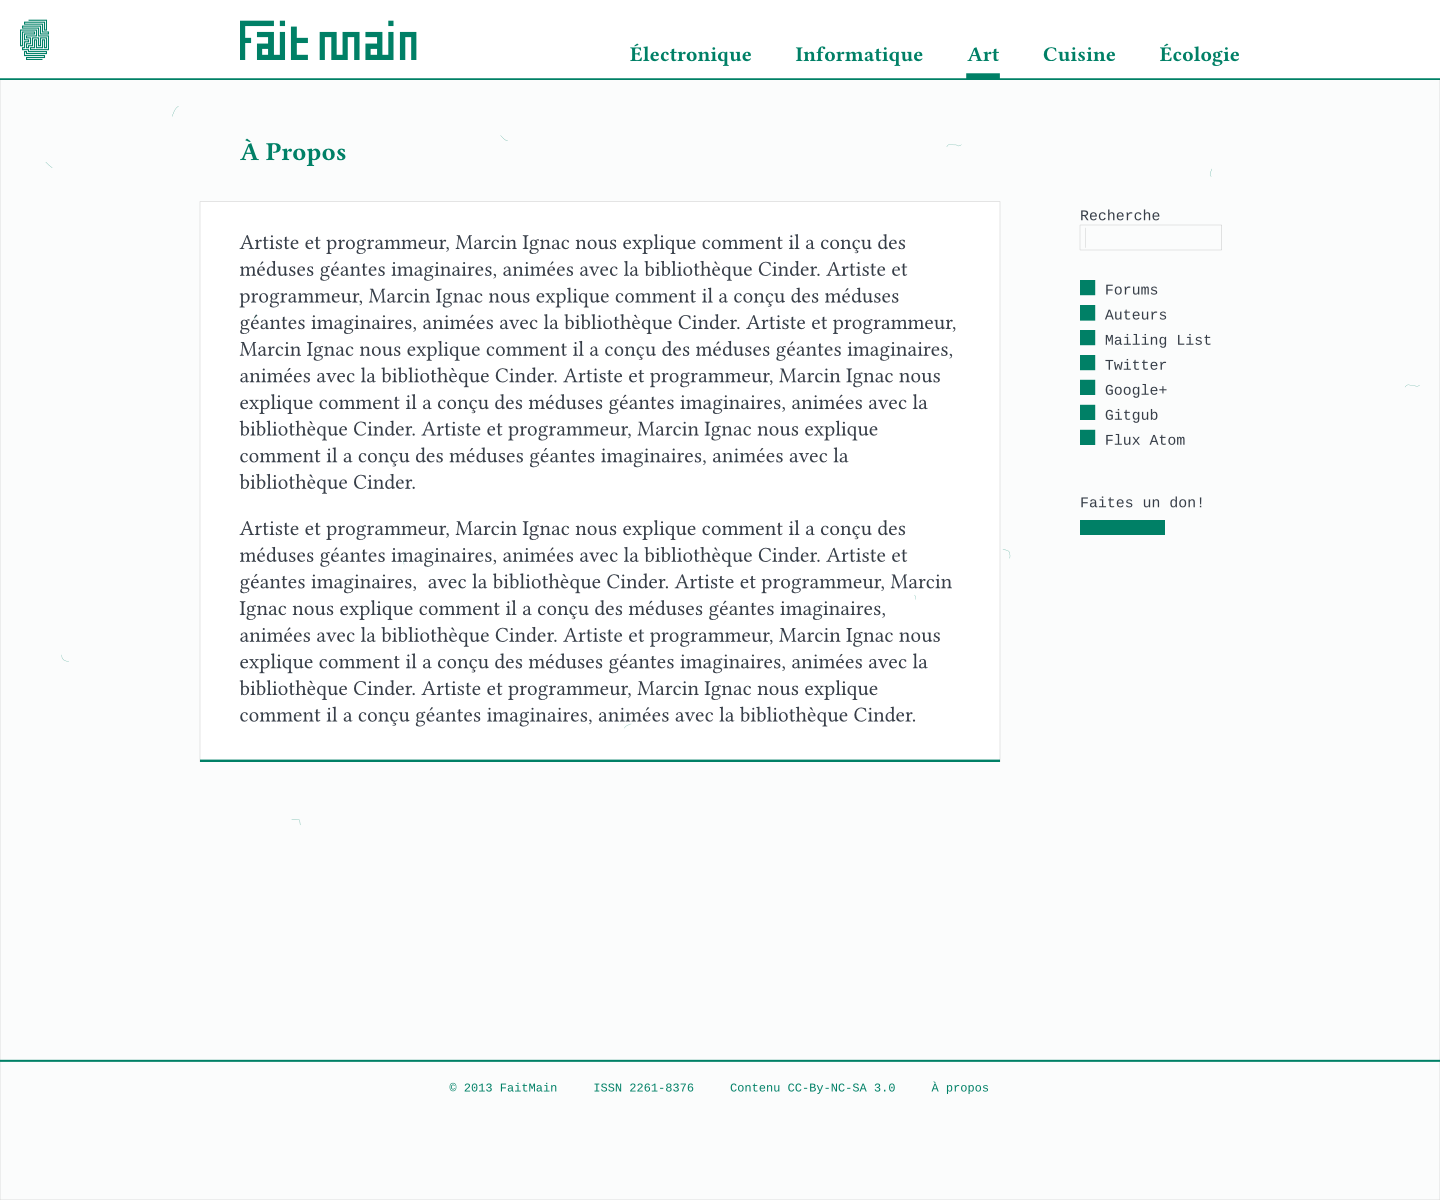 Fait main
Électronique Informatique Art Cuisine Écologie
À Propos
Artiste et programmeur, Marcin Ignac nous explique comment il a conçu des
méduses géantes imaginaires, animées avec la bibliothèque Cinder. Artiste et
programmeur, Marcin Ignac nous explique comment il a conçu des méduses
géantes imaginaires, animées avec la bibliothèque Cinder. Artiste et programmeur,
Marcin Ignac nous explique comment il a conçu des méduses géantes imaginaires,
animées avec la bibliothèque Cinder. Artiste et programmeur, Marcin Ignac nous
explique comment il a conçu des méduses géantes imaginaires, animées avec la
bibliothèque Cinder. Artiste et programmeur, Marcin Ignac nous explique
comment il a conçu des méduses géantes imaginaires, animées avec la
bibliothèque Cinder.
Artiste et programmeur, Marcin Ignac nous explique comment il a conçu des
méduses géantes imaginaires, animées avec la bibliothèque Cinder. Artiste et
géantes imaginaires,  avec la bibliothèque Cinder. Artiste et programmeur, Marcin
Ignac nous explique comment il a conçu des méduses géantes imaginaires,
animées avec la bibliothèque Cinder. Artiste et programmeur, Marcin Ignac nous
explique comment il a conçu des méduses géantes imaginaires, animées avec la
bibliothèque Cinder. Artiste et programmeur, Marcin Ignac nous explique
comment il a conçu géantes imaginaires, animées avec la bibliothèque Cinder.
Recherche
Forums
Auteurs
Mailing List
Twitter
Google+
Gitgub
Flux Atom
Faites un don!
© 2013 FaitMain ISSN 2261-8376 Contenu CC-By-NC-SA 3.0 À propos